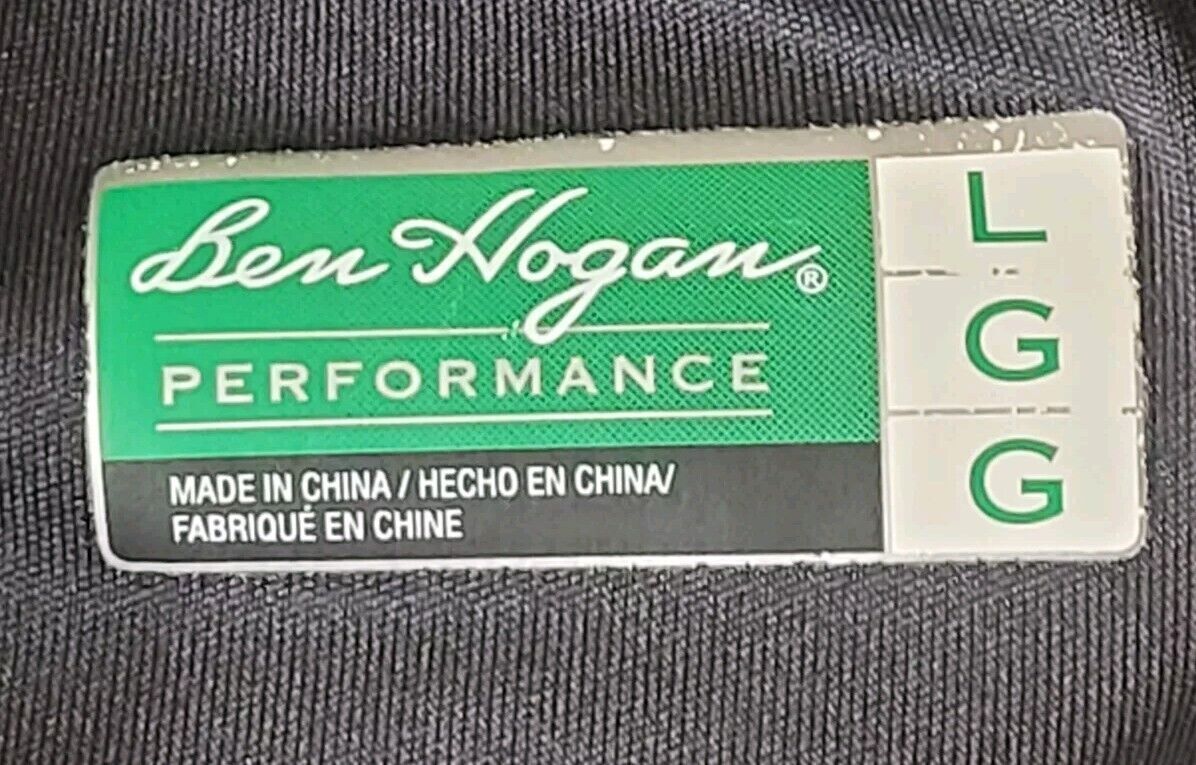 Ben Hogan®
PERFORMANCE
MADE IN CHINA / HECHO EN CHINA/
FABRIQUÉ EN CHINE
L
G
G